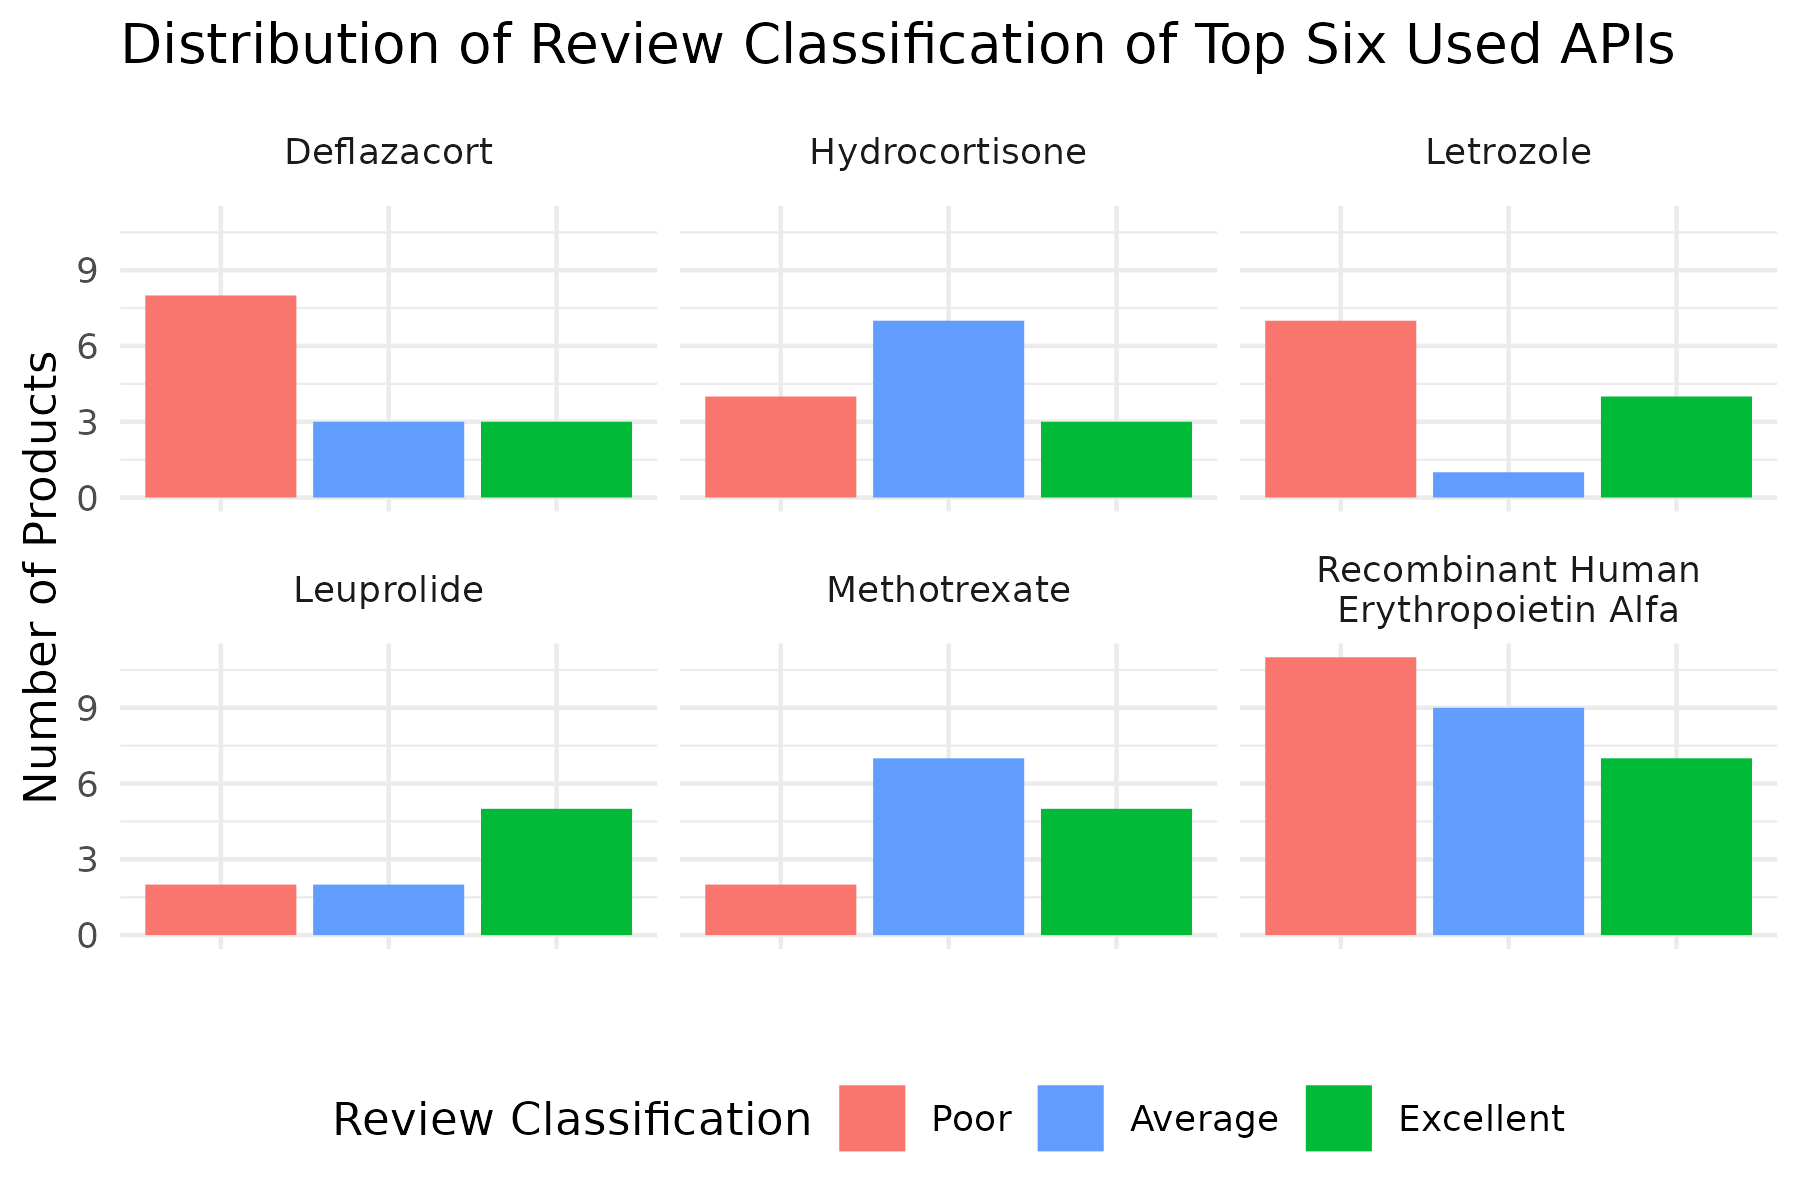 Distribution of Review Classification of Top Six Used APIs
Deflazacort
Hydrocortisone
Letrozole
9
6
3
0
Number of Products
Leuprolide
Methotrexate
Recombinant Human
Erythropoietin Alfa
9
6
3
0
Review Classification Poor Average Excellent